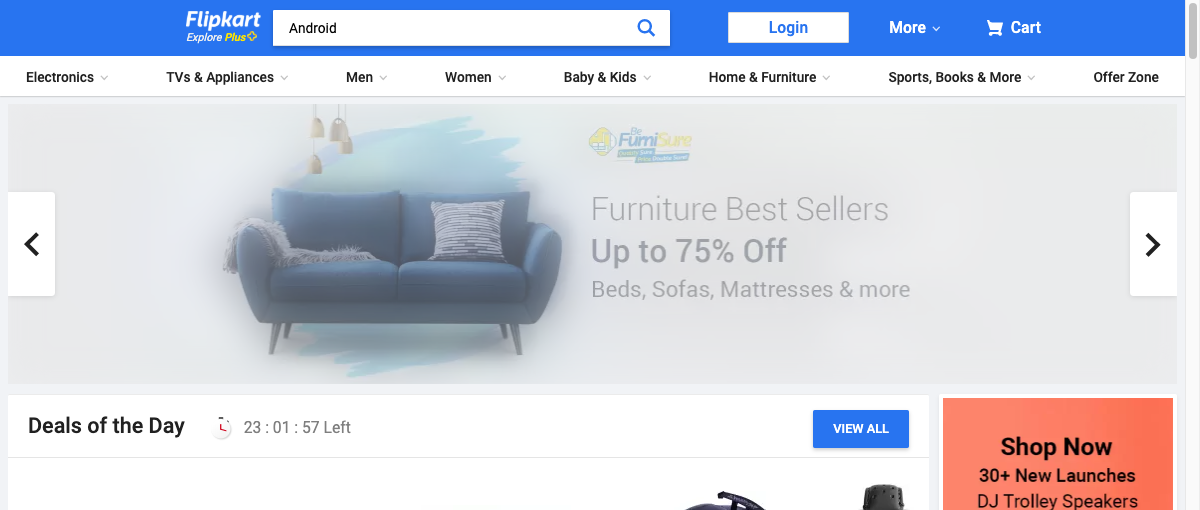 Flipkart
Explore Plus
Android
Login
More
Cart
Electronics
TVs & Appliances
Men
Women
Baby & Kids
Home & Furniture
Sports, Books & More
Offer Zone
Be
FurniSure
Furniture Best Sellers
Up to 75% Off
Beds, Sofas, Mattresses & more
Deals of the Day
23 : 01 : 57 Left
VIEW ALL
Shop Now
30+ New Launches
DJ Trolley Speakers